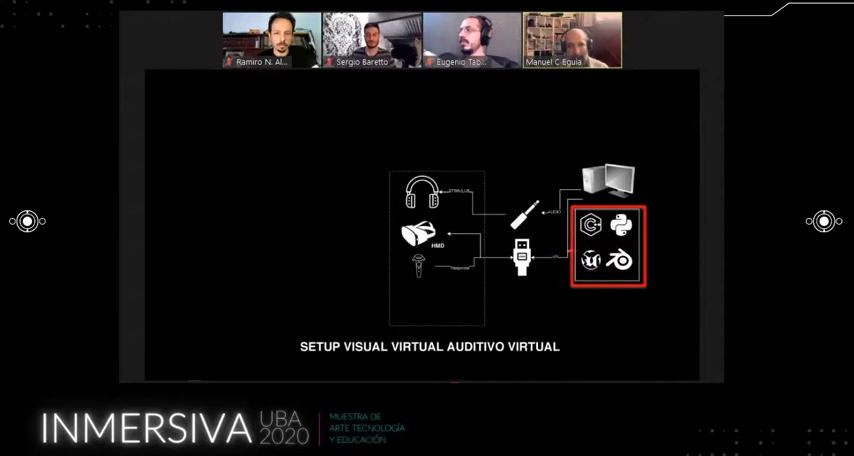 Ramiro N. Al...
Sergio Baretto
Eugenio Tab...
Manuel C Eguia
STIMULUS
AUDIO
HMD
SETUP VISUAL VIRTUAL AUDITIVO VIRTUAL
INMERSIVA
UBA
2020
MUESTRA DE
ARTE TECNOLOGÍA
Y EDUCACIÓN